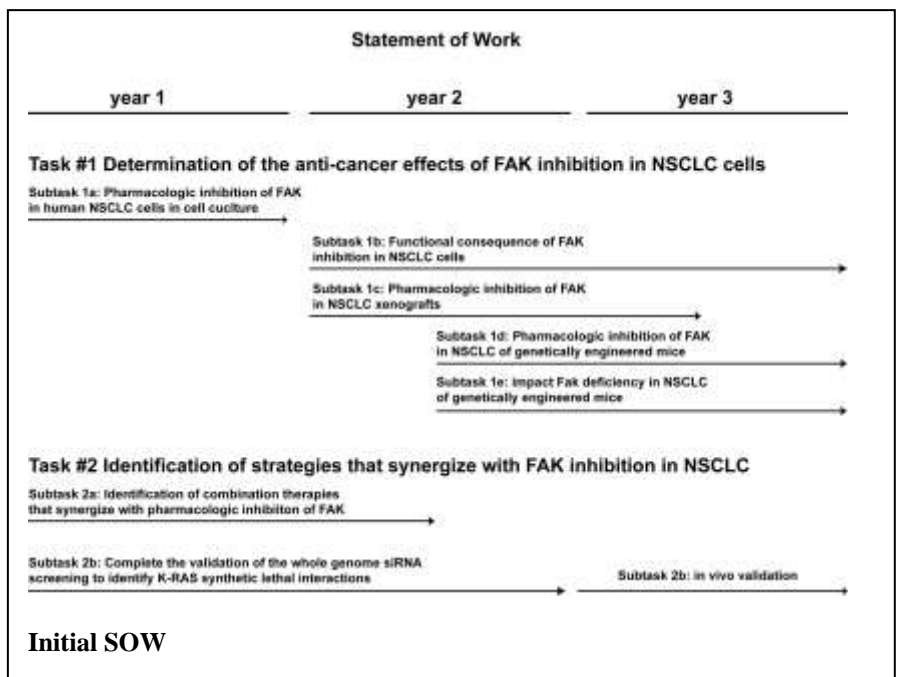 Statement of Work
year 1 year 2 year 3
Task #1 Determination of the anti-cancer effects of FAK inhibition in NSCLC cells
Subtask 1a: Pharmacologic inhibition of FAK
in human NSCLC cells in cell cuclture
Subtask 1b: Functional consequence of FAK
inhibition in NSCLC cells
Subtask 1c: Pharmacologic inhibition of FAK
in NSCLC xenografts
Subtask 1d: Pharmacologic inhibition of FAK
in NSCLC of genetically engineered mice
Subtask 1e: impact Fak deficiency in NSCLC
of genetically engineered mice
Task #2 Identification of strategies that synergize with FAK inhibition in NSCLC
Subtask 2a: Identification of combination therapies
that synergize with pharmacologic inhibiton of FAK
Subtask 2b: Complete the validation of the whole genome siRNA
screening to identify K-RAS synthetic lethal interactions
Subtask 2b: in vivo validation
Initial SOW